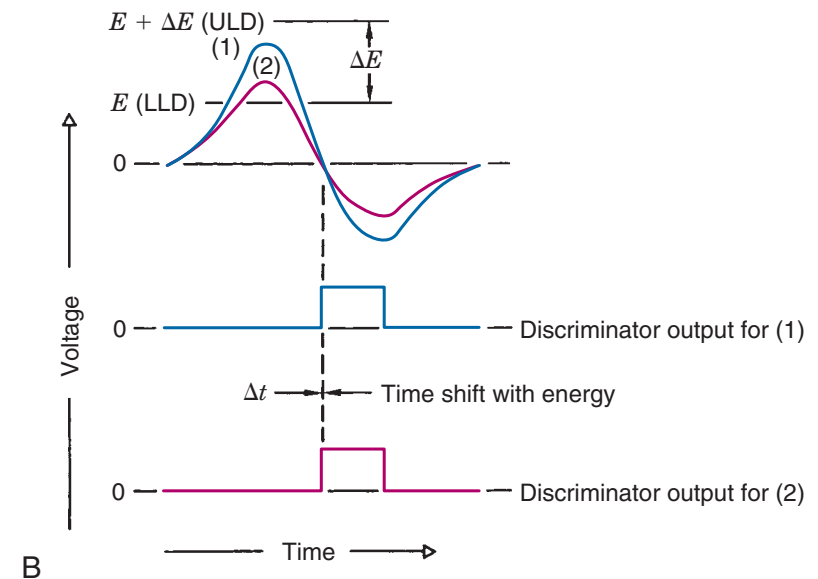 E + ΔE (ULD)
(1)
(2)
ΔE
E (LLD)
0
Voltage
0
Discriminator output for (1)
Δt
Time shift with energy
0
Discriminator output for (2)
Time
B